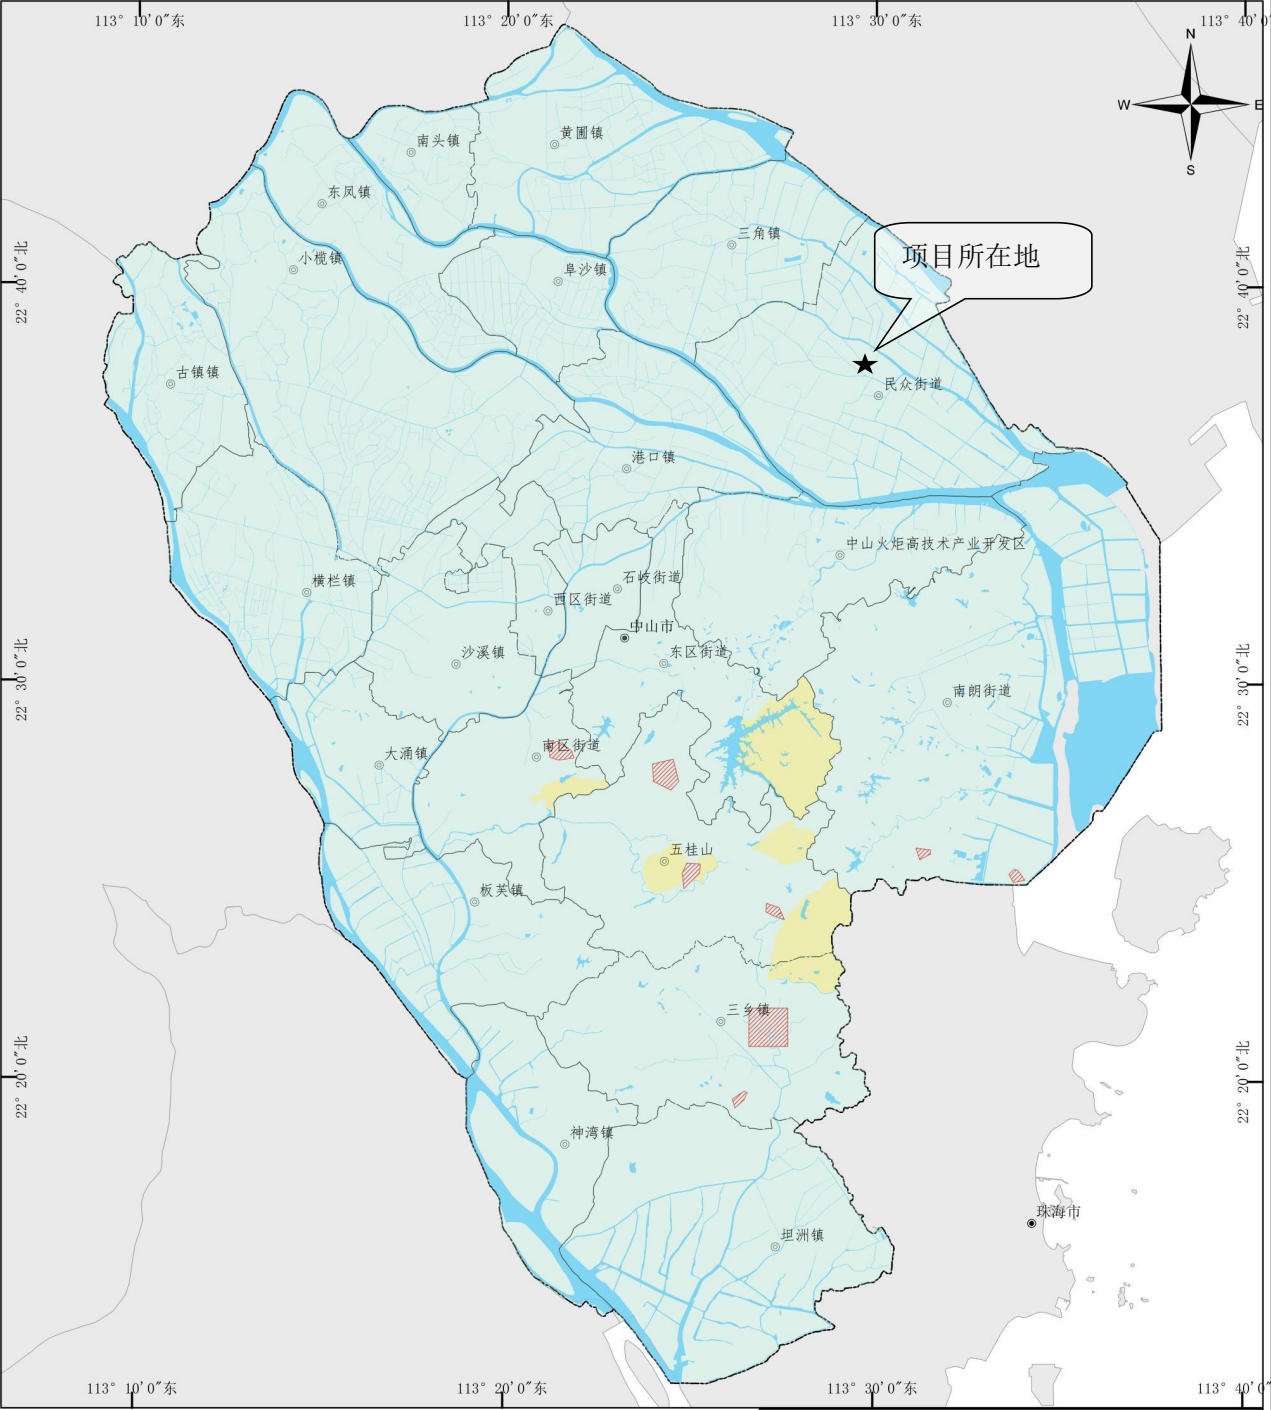 113° 10'0"东
113° 20'0"东
113° 30'0"东
113° 40'0"
N
W
E
S
黄圃镇
南头镇
东凤镇
三角镇
小榄镇
阜沙镇
项目所在地
22° 40'0"北
22° 40'0"北
古镇镇
民众街道
港口镇
中山火炬高技术产业开发区
横栏镇
石岐街道
西区街道
中山市
沙溪镇
东区街道
22° 30'0"北
22° 30'0"北
南朗街道
大涌镇
南区街道
五桂山
板芙镇
三乡镇
22° 20'0"北
22° 20'0"北
神湾镇
珠海市
坦洲镇
113° 10'0"东
113° 20'0"东
113° 30'0"东
113° 40'0"